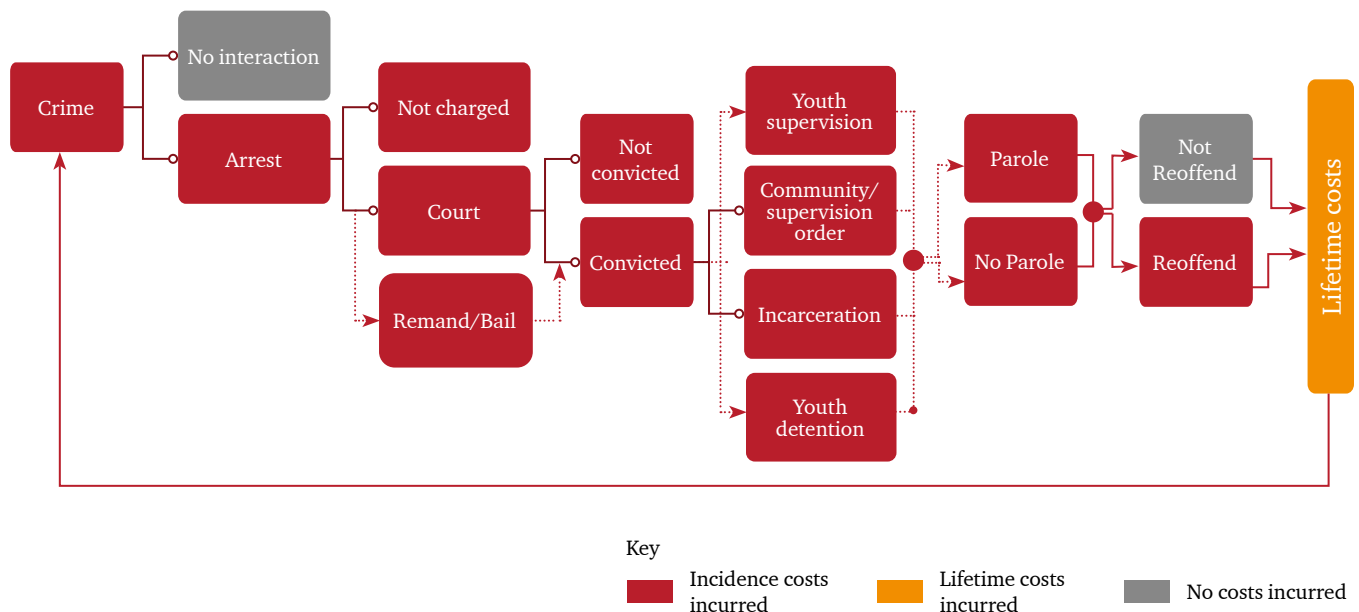 Crime
No interaction
Arrest
Not charged
Court
Remand/Bail
Not
convicted
Convicted
Youth
supervision
Community/
supervision
order
Incarceration
Youth
detention
Parole
No Parole
Not
Reoffend
Reoffend
Lifetime costs
Key
Incidence costs
incurred
Lifetime costs
incurred
No costs incurred